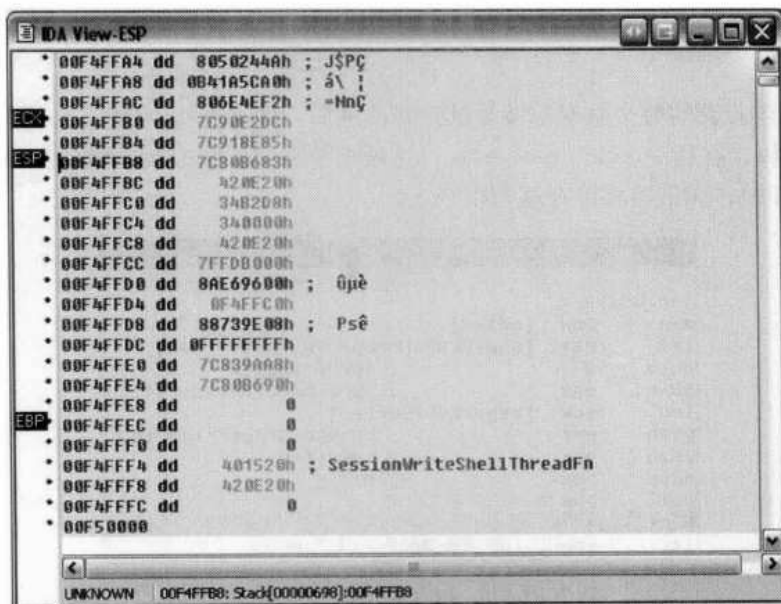 IDA View-ESP
00F4FFA4 dd 8050244Ah ; J$PÇ
00F4FFA8 dd 0B41A5CA0h ; á\ ¦
00F4FFAC dd 806E4EF2h ; =NnÇ
ECX 00F4FFB0 dd 7C90E2DCh
00F4FFB4 dd 7C918E85h
ESP 00F4FFB8 dd 7C80B683h
00F4FFBC dd 420E20h
00F4FFC0 dd 34B2D8h
00F4FFC4 dd 340000h
00F4FFC8 dd 420E20h
00F4FFCC dd 7FFDB000h
00F4FFD0 dd 8AE69600h ; ûµè
00F4FFD4 dd 0F4FFC0h
00F4FFD8 dd 88739E08h ; Psê
00F4FFDC dd 0FFFFFFFFh
00F4FFE0 dd 7C839AA8h
00F4FFE4 dd 7C80B690h
00F4FFE8 dd 0
EBP 00F4FFEC dd 0
00F4FFF0 dd 0
00F4FFF4 dd 401520h ; SessionWriteShellThreadFn
00F4FFF8 dd 420E20h
00F4FFFC dd 0
00F50000
UNKNOWN 00F4FFB8: Stack[00000698]:00F4FFB8